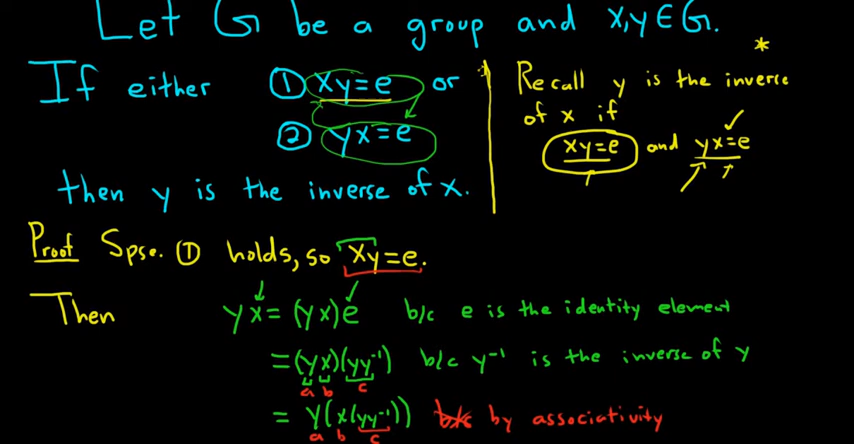 Let G be a group and x,y ∈ G.
If either ① xy=e or
② yx=e
then y is the inverse of x.
*
Recall y is the inverse
of x if
xy=e and yx=e
Proof Spse. ① holds, so xy=e.
Then yx = (yx)e b/c e is the identity element
=(yx)(yy⁻¹) b/c y⁻¹ is the inverse of y
a b c
= y(x(yy⁻¹)) by associativity
a b c